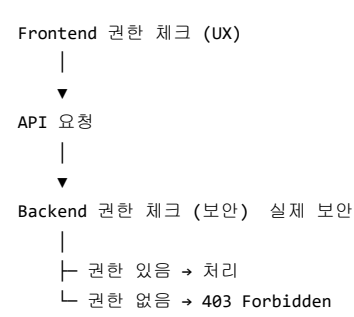 Frontend 권한 체크 (UX)
│
▼
API 요청
│
▼
Backend 권한 체크 (보안)  실제 보안
│
├─ 권한 있음 → 처리
└─ 권한 없음 → 403 Forbidden